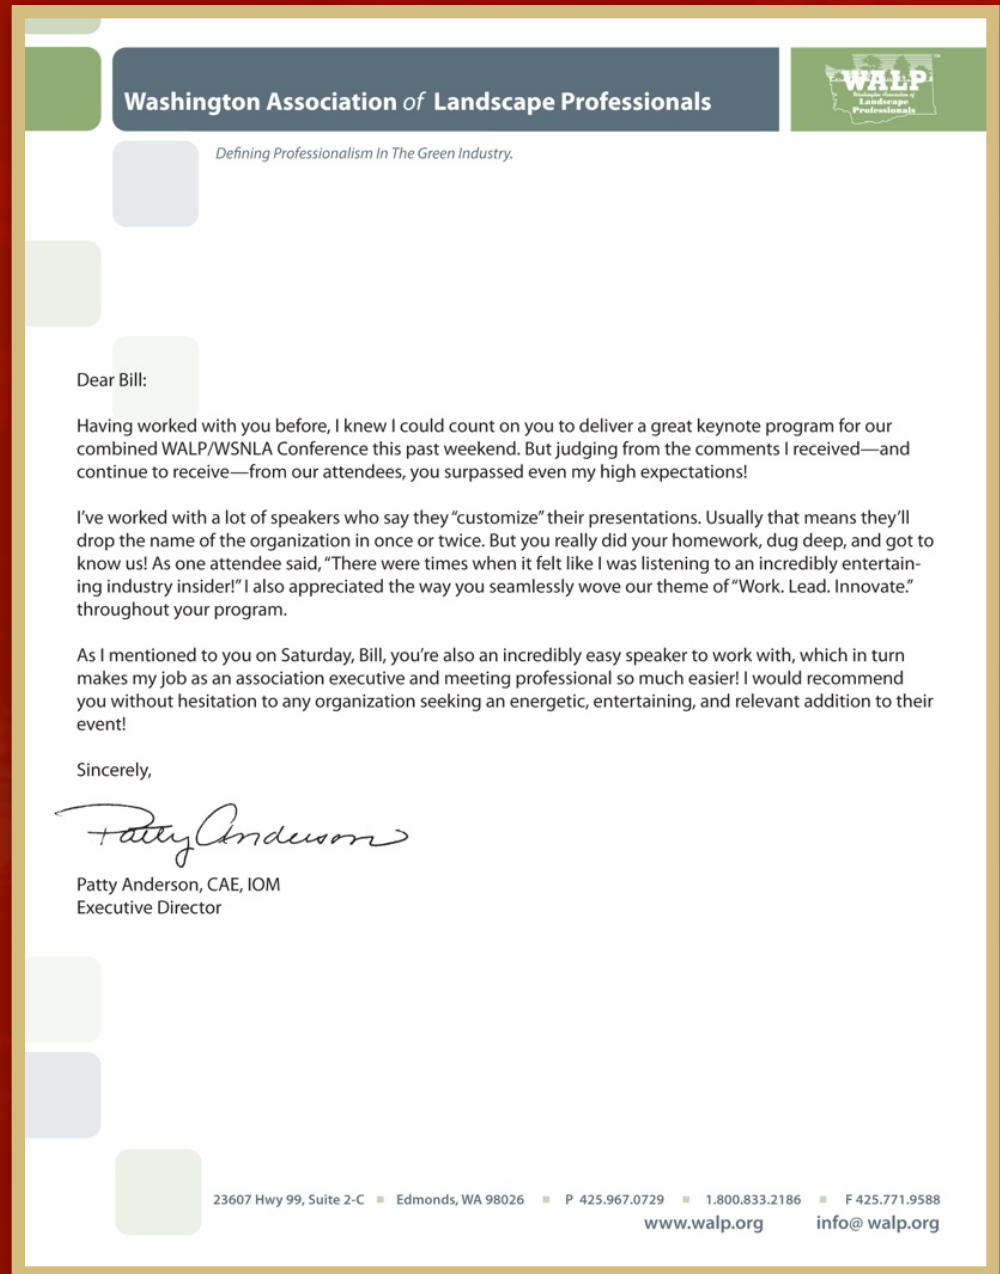 Washington Association of Landscape Professionals
WALP™
Washington Association of
Landscape
Professionals
Defining Professionalism In The Green Industry.
Dear Bill:
Having worked with you before, I knew I could count on you to deliver a great keynote program for our
combined WALP/WSNLA Conference this past weekend. But judging from the comments I received—and
continue to receive—from our attendees, you surpassed even my high expectations!
I’ve worked with a lot of speakers who say they “customize” their presentations. Usually that means they’ll
drop the name of the organization in once or twice. But you really did your homework, dug deep, and got to
know us! As one attendee said, “There were times when it felt like I was listening to an incredibly entertain-
ing industry insider!” I also appreciated the way you seamlessly wove our theme of “Work. Lead. Innovate.”
throughout your program.
As I mentioned to you on Saturday, Bill, you’re also an incredibly easy speaker to work with, which in turn
makes my job as an association executive and meeting professional so much easier! I would recommend
you without hesitation to any organization seeking an energetic, entertaining, and relevant addition to their
event!
Sincerely,
Patty Anderson
Patty Anderson, CAE, IOM
Executive Director
23607 Hwy 99, Suite 2-C ▪ Edmonds, WA 98026 ▪ P 425.967.0729 ▪ 1.800.833.2186 ▪ F 425.771.9588
www.walp.org info@ walp.org